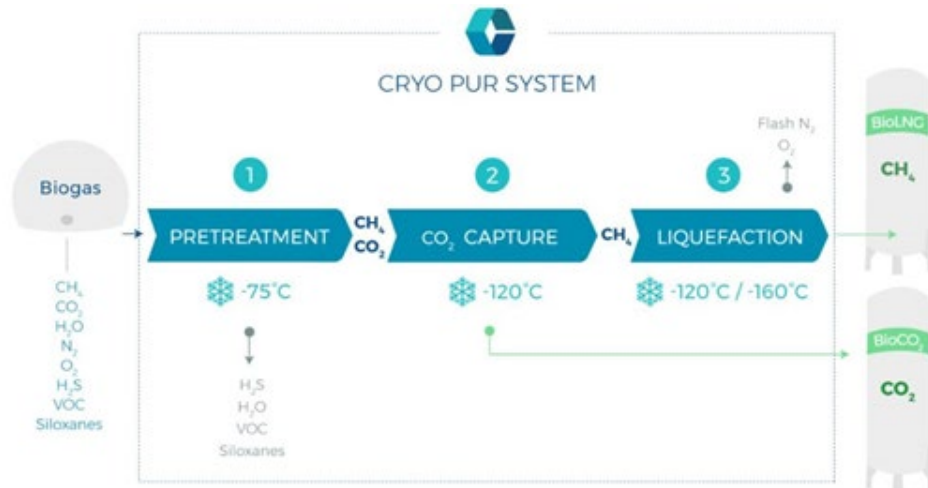 CRYO PUR SYSTEM
Biogas
CH₄
CO₂
H₂O
N₂
O₂
H₂S
VOC
Siloxanes
1
PRETREATMENT
-75°C
H₂S
H₂O
VOC
Siloxanes
CH₄
CO₂
2
CO₂ CAPTURE
-120°C
CH₄
3
LIQUEFACTION
-120°C / -160°C
Flash N₂
O₂
BioLNG
CH₄
BioCO₂
CO₂